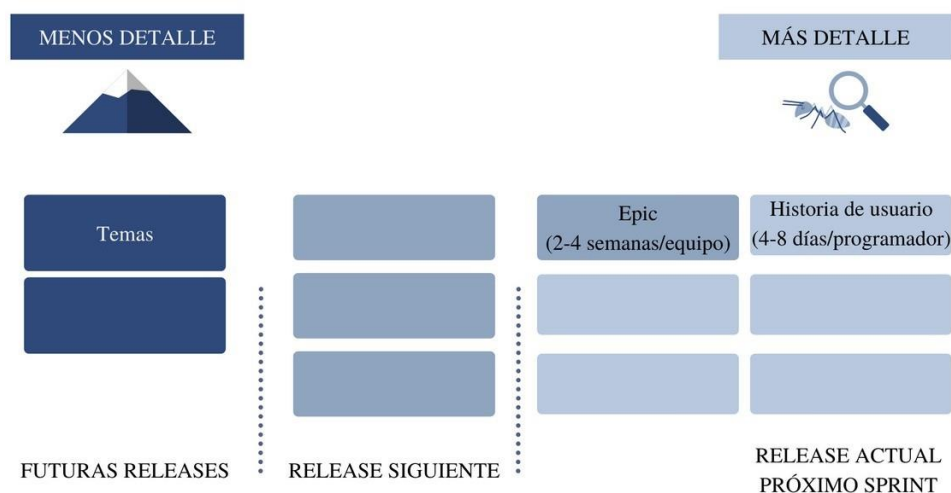 MENOS DETALLE
MÁS DETALLE
Temas
Epic
(2-4 semanas/equipo)
Historia de usuario
(4-8 días/programador)
FUTURAS RELEASES
RELEASE SIGUIENTE
RELEASE ACTUAL
PRÓXIMO SPRINT